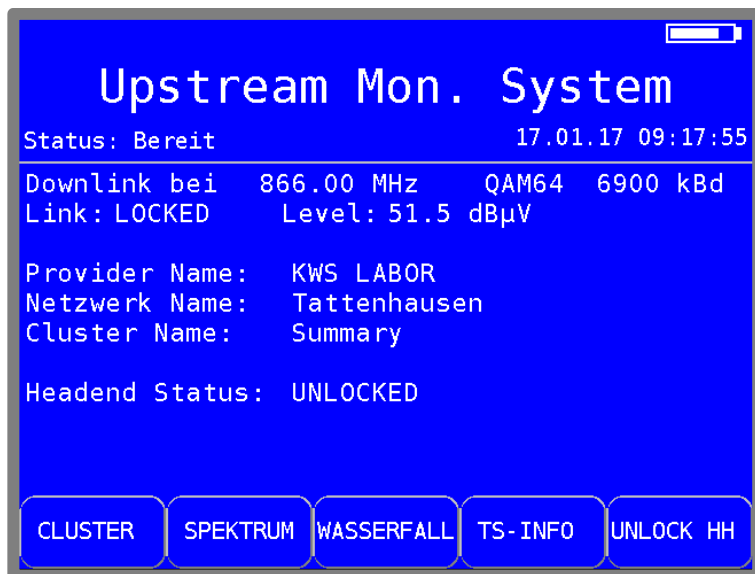 Upstream Mon. System
Status: Bereit 17.01.17 09:17:55
Downlink bei 866.00 MHz QAM64 6900 kBd
Link: LOCKED Level: 51.5 dBµV
Provider Name: KWS LABOR
Netzwerk Name: Tattenhausen
Cluster Name: Summary
Headend Status: UNLOCKED
CLUSTER SPEKTRUM WASSERFALL TS-INFO UNLOCK HH